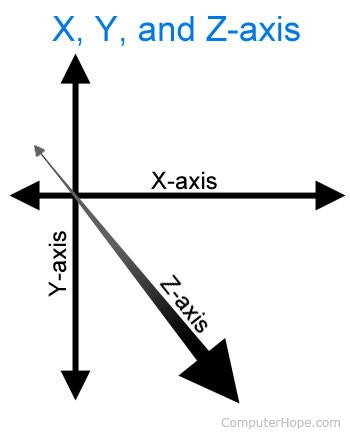 X, Y, and Z-axis
X-axis
Y-axis
Z-axis
ComputerHope.com